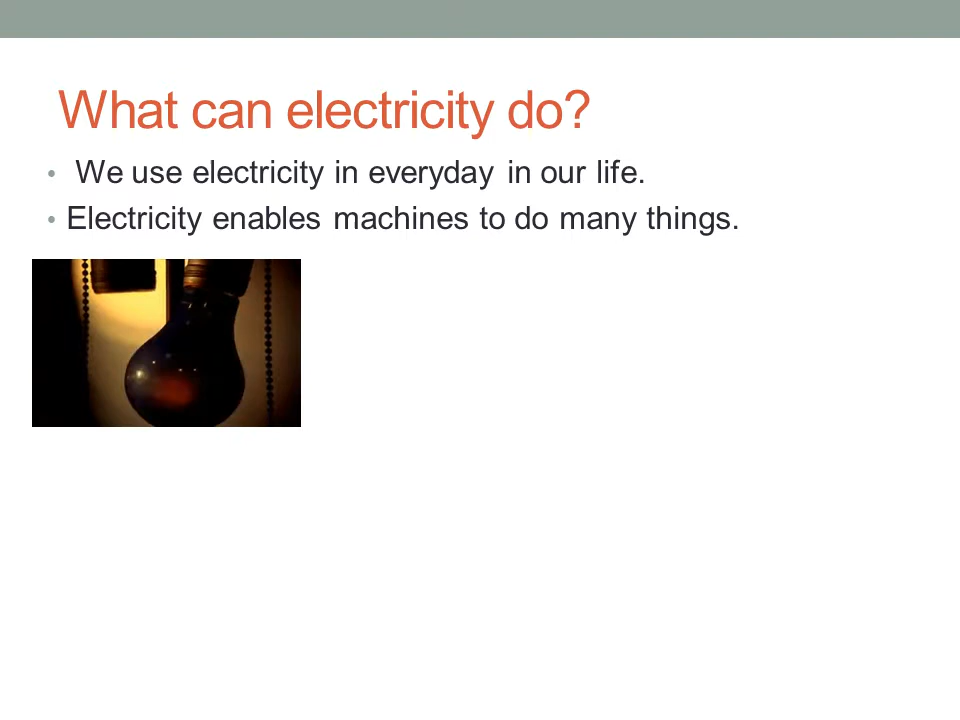 What can electricity do?
• We use electricity in everyday in our life.
• Electricity enables machines to do many things.